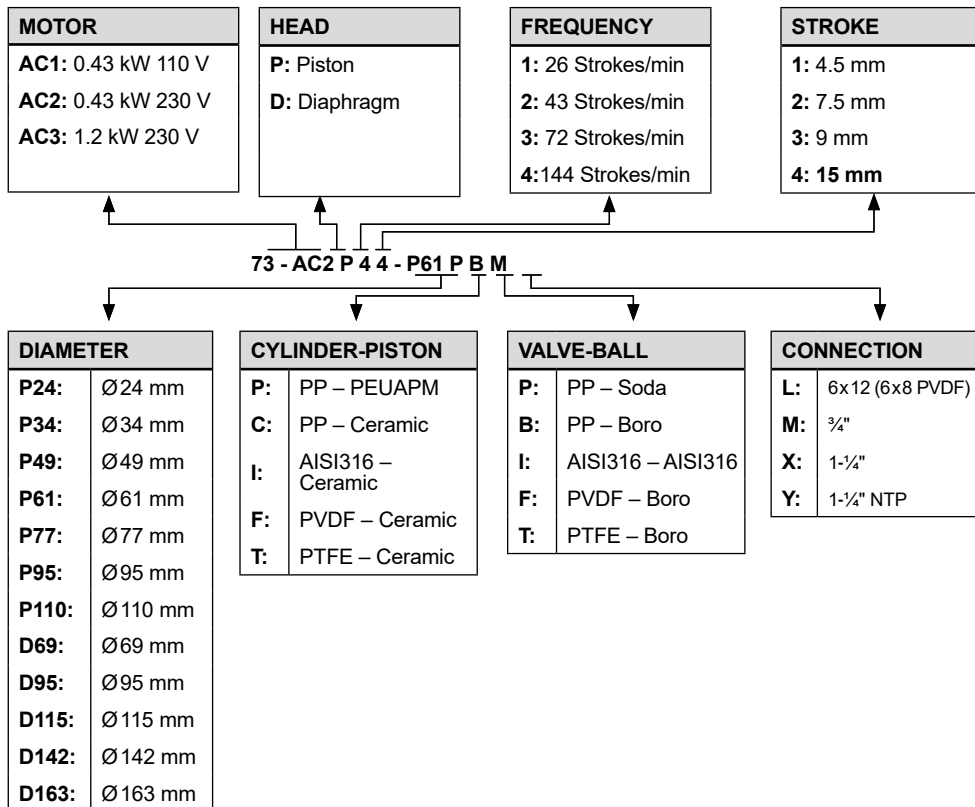 MOTOR
AC1: 0.43 kW 110 V
AC2: 0.43 kW 230 V
AC3: 1.2 kW 230 V
HEAD
P: Piston
D: Diaphragm
FREQUENCY
1: 26 Strokes/min
2: 43 Strokes/min
3: 72 Strokes/min
4:144 Strokes/min
STROKE
1: 4.5 mm
2: 7.5 mm
3: 9 mm
4: 15 mm
73 - AC2 P 4 4 - P61 P B M
DIAMETER
P24: Ø24 mm
P34: Ø34 mm
P49: Ø49 mm
P61: Ø61 mm
P77: Ø77 mm
P95: Ø95 mm
P110: Ø110 mm
D69: Ø69 mm
D95: Ø95 mm
D115: Ø115 mm
D142: Ø142 mm
D163: Ø163 mm
CYLINDER-PISTON
P: PP – PEUAPM
C: PP – Ceramic
I: AISI316 –
Ceramic
F: PVDF – Ceramic
T: PTFE – Ceramic
VALVE-BALL
P: PP – Soda
B: PP – Boro
I: AISI316 – AISI316
F: PVDF – Boro
T: PTFE – Boro
CONNECTION
L: 6x12 (6x8 PVDF)
M: ¾"
X: 1-¼"
Y: 1-¼" NTP